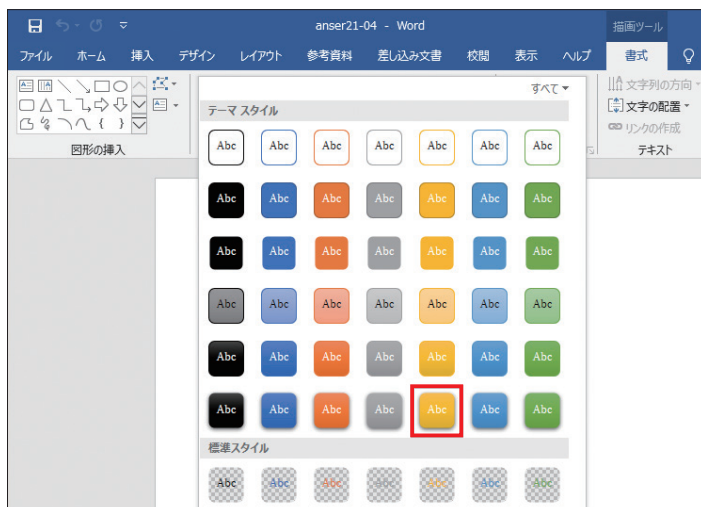 anser21-04 - Word
描画ツール
ファイル ホーム 挿入 デザイン レイアウト 参考資料 差し込み文書 校閲 表示 ヘルプ 書式
すべて
文字列の方向
文字の配置
リンクの作成
図形の挿入
テキスト
テーマ スタイル
Abc Abc Abc Abc Abc Abc Abc
Abc Abc Abc Abc Abc Abc Abc
Abc Abc Abc Abc Abc Abc Abc
Abc Abc Abc Abc Abc Abc Abc
Abc Abc Abc Abc Abc Abc Abc
Abc Abc Abc Abc Abc Abc Abc
標準スタイル
Abc Abc Abc Abc Abc Abc Abc